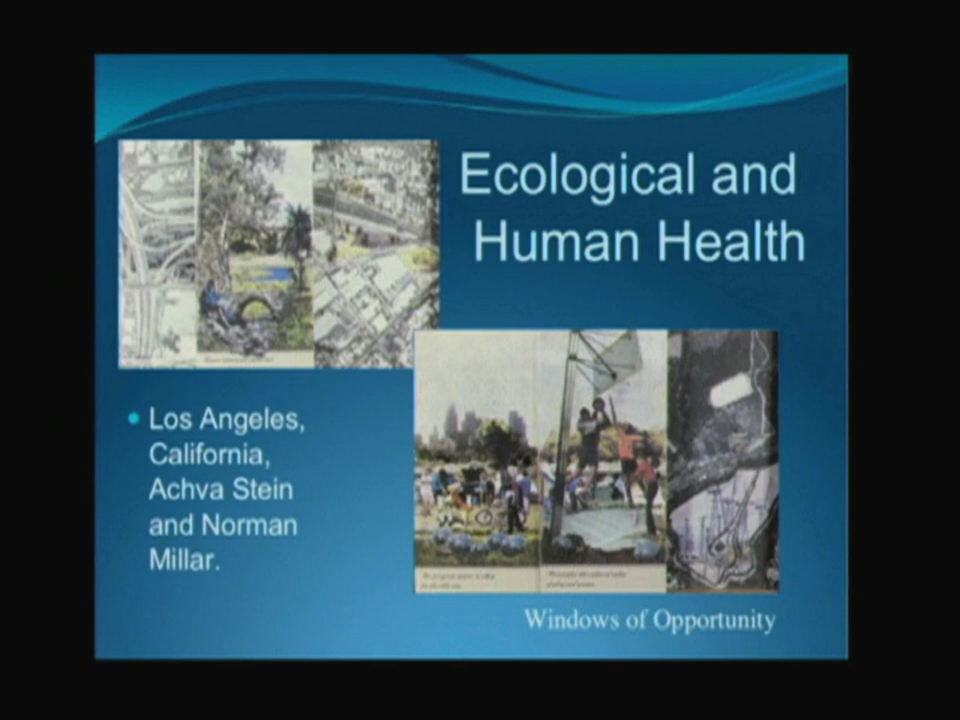 Ecological and
Human Health
Los Angeles,
California,
Achva Stein
and Norman
Millar.
Windows of Opportunity